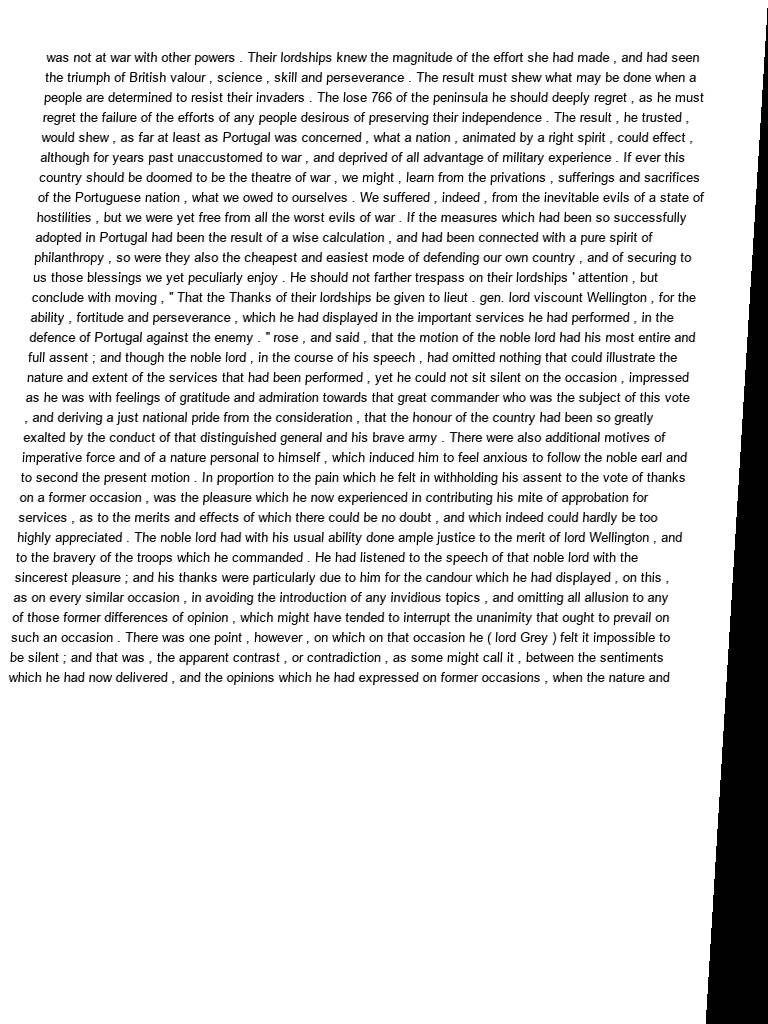 was not at war with other powers . Their lordships knew the magnitude of the effort she had made , and had seen
the triumph of British valour , science , skill and perseverance . The result must shew what may be done when a
people are determined to resist their invaders . The lose 766 of the peninsula he should deeply regret , as he must
regret the failure of the efforts of any people desirous of preserving their independence . The result , he trusted ,
would shew , as far at least as Portugal was concerned , what a nation , animated by a right spirit , could effect ,
although for years past unaccustomed to war , and deprived of all advantage of military experience . If ever this
country should be doomed to be the theatre of war , we might , learn from the privations , sufferings and sacrifices
of the Portuguese nation , what we owed to ourselves . We suffered , indeed , from the inevitable evils of a state of
hostilities , but we were yet free from all the worst evils of war . If the measures which had been so successfully
adopted in Portugal had been the result of a wise calculation , and had been connected with a pure spirit of
philanthropy , so were they also the cheapest and easiest mode of defending our own country , and of securing to
us those blessings we yet peculiarly enjoy . He should not farther trespass on their lordships ' attention , but
conclude with moving , " That the Thanks of their lordships be given to lieut . gen. lord viscount Wellington , for the
ability , fortitude and perseverance , which he had displayed in the important services he had performed , in the
defence of Portugal against the enemy . " rose , and said , that the motion of the noble lord had his most entire and
full assent ; and though the noble lord , in the course of his speech , had omitted nothing that could illustrate the
nature and extent of the services that had been performed , yet he could not sit silent on the occasion , impressed
as he was with feelings of gratitude and admiration towards that great commander who was the subject of this vote
, and deriving a just national pride from the consideration , that the honour of the country had been so greatly
exalted by the conduct of that distinguished general and his brave army . There were also additional motives of
imperative force and of a nature personal to himself , which induced him to feel anxious to follow the noble earl and
to second the present motion . In proportion to the pain which he felt in withholding his assent to the vote of thanks
on a former occasion , was the pleasure which he now experienced in contributing his mite of approbation for
services , as to the merits and effects of which there could be no doubt , and which indeed could hardly be too
highly appreciated . The noble lord had with his usual ability done ample justice to the merit of lord Wellington , and
to the bravery of the troops which he commanded . He had listened to the speech of that noble lord with the
sincerest pleasure ; and his thanks were particularly due to him for the candour which he had displayed , on this ,
as on every similar occasion , in avoiding the introduction of any invidious topics , and omitting all allusion to any
of those former differences of opinion , which might have tended to interrupt the unanimity that ought to prevail on
such an occasion . There was one point , however , on which on that occasion he ( lord Grey ) felt it impossible to
be silent ; and that was , the apparent contrast , or contradiction , as some might call it , between the sentiments
which he had now delivered , and the opinions which he had expressed on former occasions , when the nature and